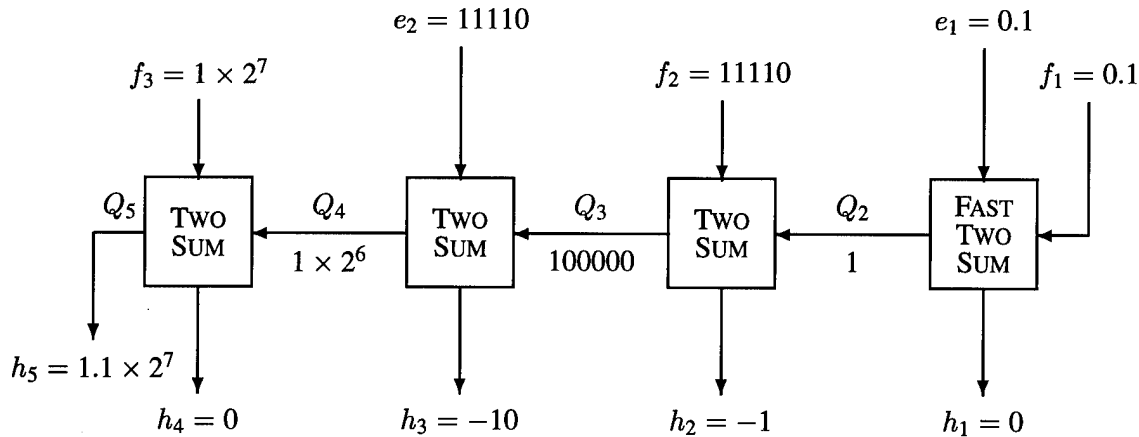 e₂ = 11110
e₁ = 0.1
f₃ = 1 × 2⁷
f₂ = 11110
f₁ = 0.1
Q₅
TWO
SUM
Q₄
1 × 2⁶
TWO
SUM
Q₃
100000
TWO
SUM
Q₂
1
FAST
TWO
SUM
h₅ = 1.1 × 2⁷
h₄ = 0
h₃ = −10
h₂ = −1
h₁ = 0